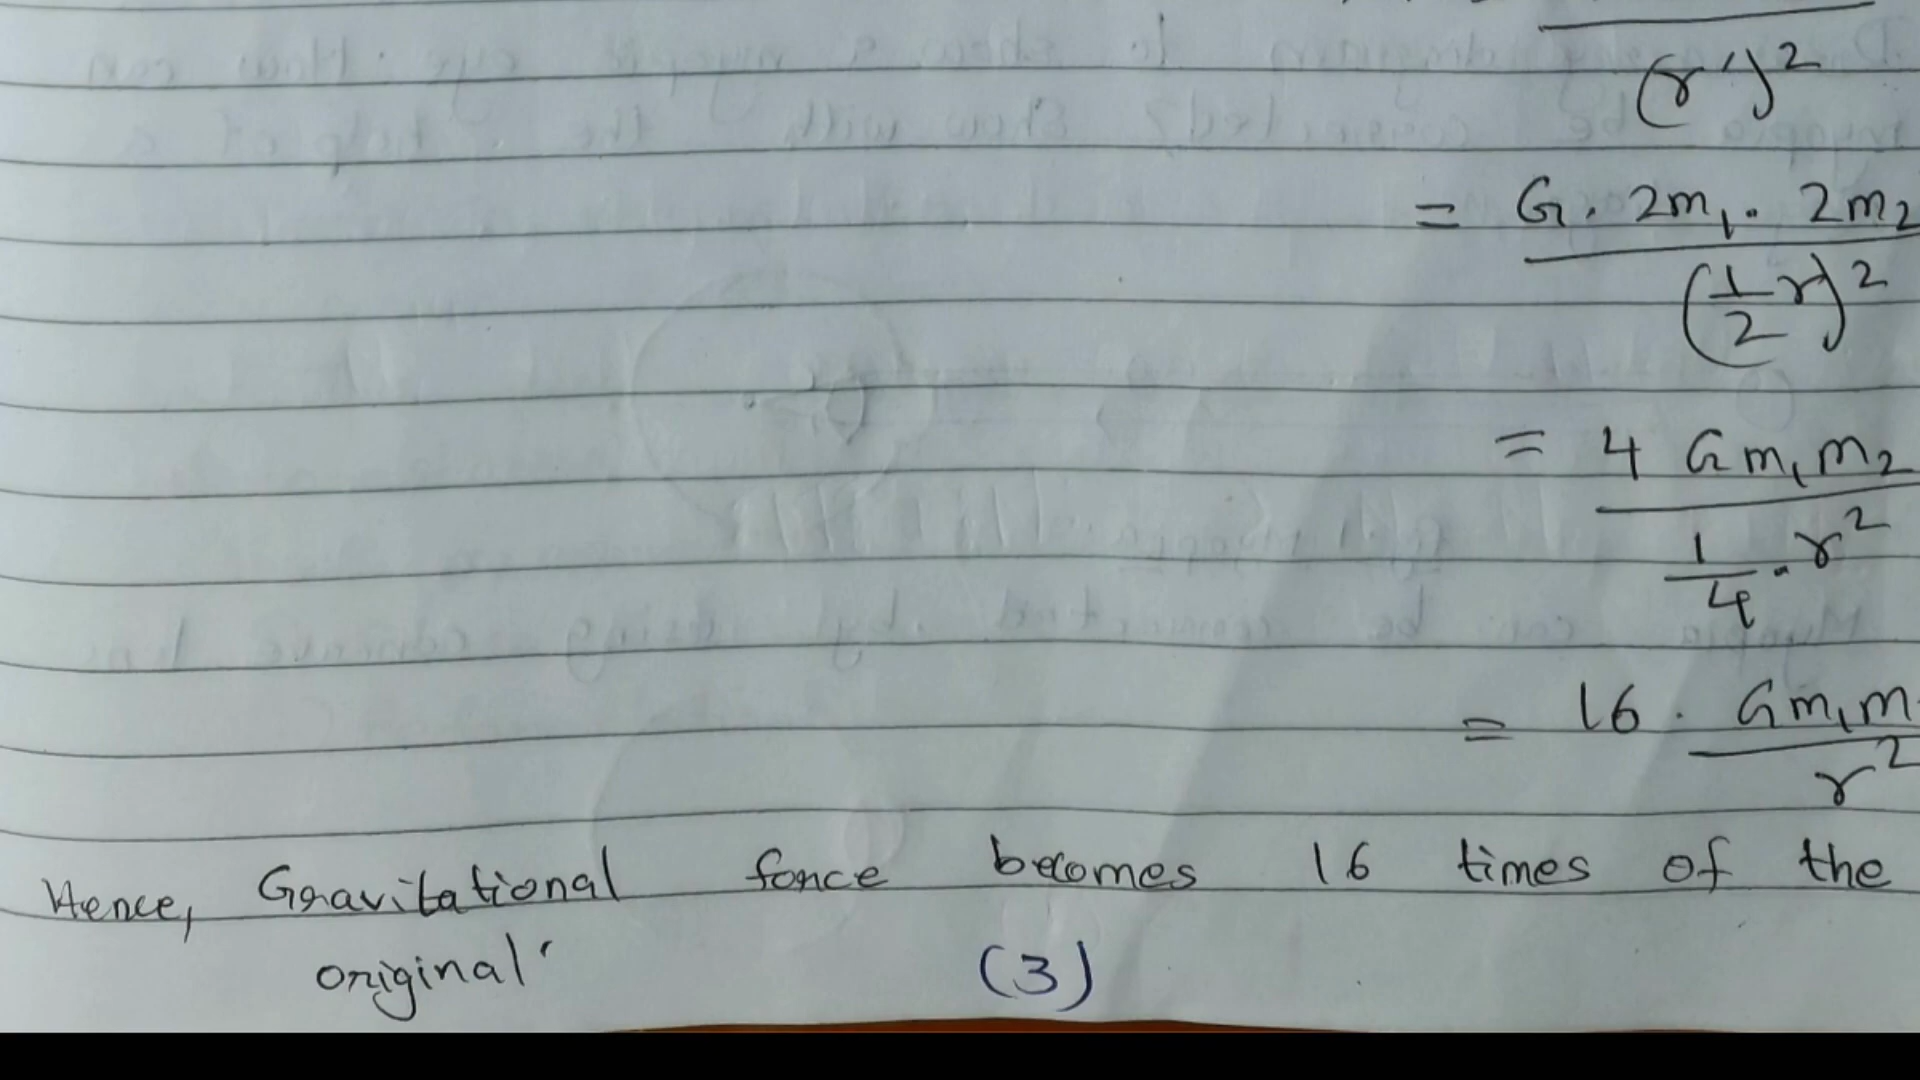 (r')²
= G. 2m₁. 2m₂
(1/2 r)²
= 4 Gm₁m₂
1/4 . r²
= 16 . Gm₁m
r²
Hence, Gravitational force becomes 16 times of the
original
(3)